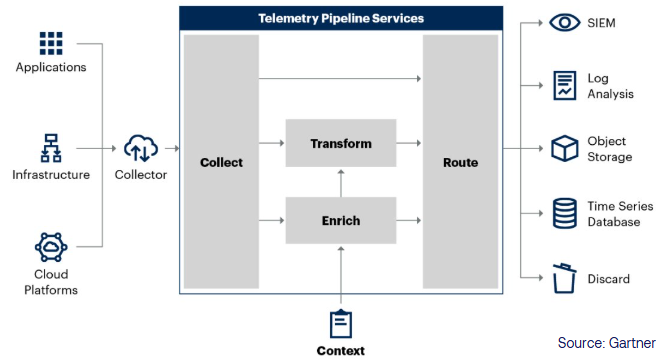 Telemetry Pipeline Services
Applications
Infrastructure
Cloud
Platforms
Collector
Collect
Transform
Enrich
Route
Context
SIEM
Log
Analysis
Object
Storage
Time Series
Database
Discard
Source: Gartner